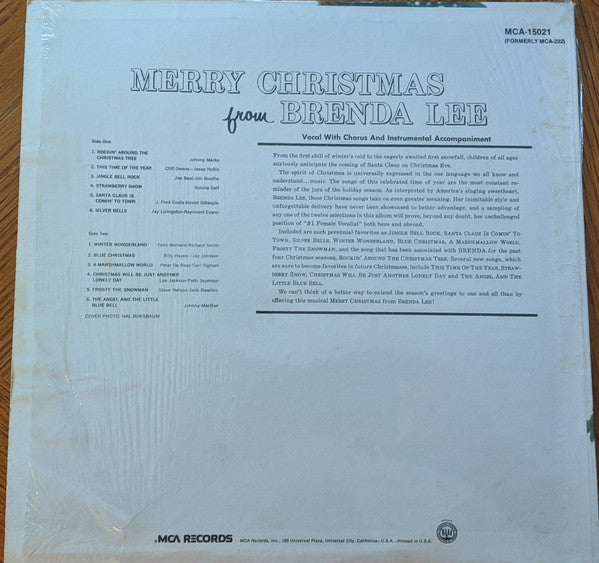 MCA-15021
(FORMERLY MCA-232)
MERRY CHRISTMAS
from BRENDA LEE
Vocal With Chorus And Instrumental Accompaniment
Side One
1. ROCKIN' AROUND THE
CHRISTMAS TREE Johnny Marks
2. THIS TIME OF THE YEAR Cliff Owens-Jesse Hollis
3. JINGLE BELL ROCK Joe Beal-Jim Boothe
4. STRAWBERRY SNOW Ronnie Self
5. SANTA CLAUS IS
COMIN' TO TOWN J. Fred Coots-Haven Gillespie
6. SILVER BELLS Jay Livingston-Raymond Evans
Side Two
1. WINTER WONDERLAND Felix Bernard-Richard Smith
2. BLUE CHRISTMAS Billy Hayes-Jay Johnson
3. A MARSHMALLOW WORLD Peter De Rose-Carl Sigman
4. CHRISTMAS WILL BE JUST ANOTHER
LONELY DAY Lee Jackson-Patti Seymour
5. FROSTY THE SNOWMAN Steve Nelson-Jack Rawlins
6. THE ANGEL AND THE LITTLE
BLUE BELL Johnny MacRae
COVER PHOTO: HAL BUKSBAUM
From the first chill of winter's cold to the eagerly awaited first snowfall, children of all ages
anxiously anticipate the coming of Santa Claus on Christmas Eve.
The spirit of Christmas is universally expressed in the one language we all know and
understand...music. The songs of this celebrated time of year are the most constant re-
minder of the joys of the holiday season. As interpreted by America's singing sweetheart,
BRENDA LEE, these Christmas songs take on even greater meaning. Her inimitable style and
unforgettable delivery have never been showcased to better advantage, and a sampling of
any one of the twelve selections in this album will prove, beyond any doubt, her unchallenged
position of "#1 Female Vocalist" both here and abroad.
Included are such perennial favorites as JINGLE BELL ROCK, SANTA CLAUS IS COMIN' TO
TOWN, SILVER BELLS, WINTER WONDERLAND, BLUE CHRISTMAS, A MARSHMALLOW WORLD,
FROSTY THE SNOWMAN, and the song that has been associated with BRENDA for the past
four Christmas seasons, ROCKIN' AROUND THE CHRISTMAS TREE. Several new songs, which
are sure to become favorites in future Christmases, include THIS TIME OF THE YEAR, STRAW-
BERRY SNOW, CHRISTMAS WILL BE JUST ANOTHER LONELY DAY and THE ANGEL AND THE
LITTLE BLUE BELL.
We can't think of a better way to extend the season's greetings to one and all than by
offering this musical MERRY CHRISTMAS from BRENDA LEE!
MCA RECORDS MCA Records, Inc., 100 Universal Plaza, Universal City, California-U.S.A.-Printed in U.S.A.